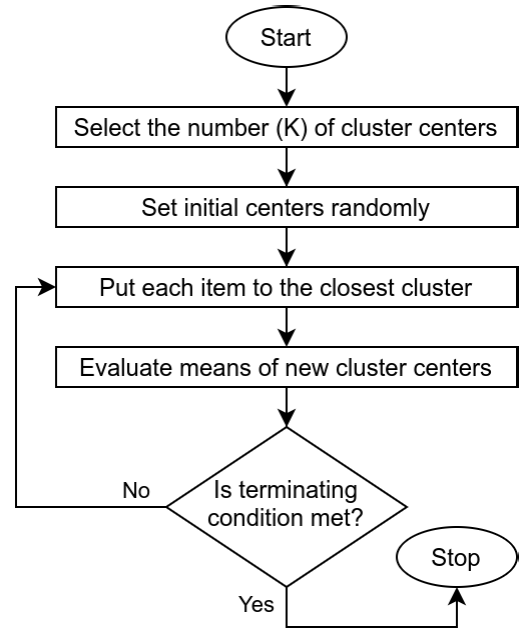 Start
Select the number (K) of cluster centers
Set initial centers randomly
Put each item to the closest cluster
Evaluate means of new cluster centers
Is terminating
condition met?
No
Yes
Stop